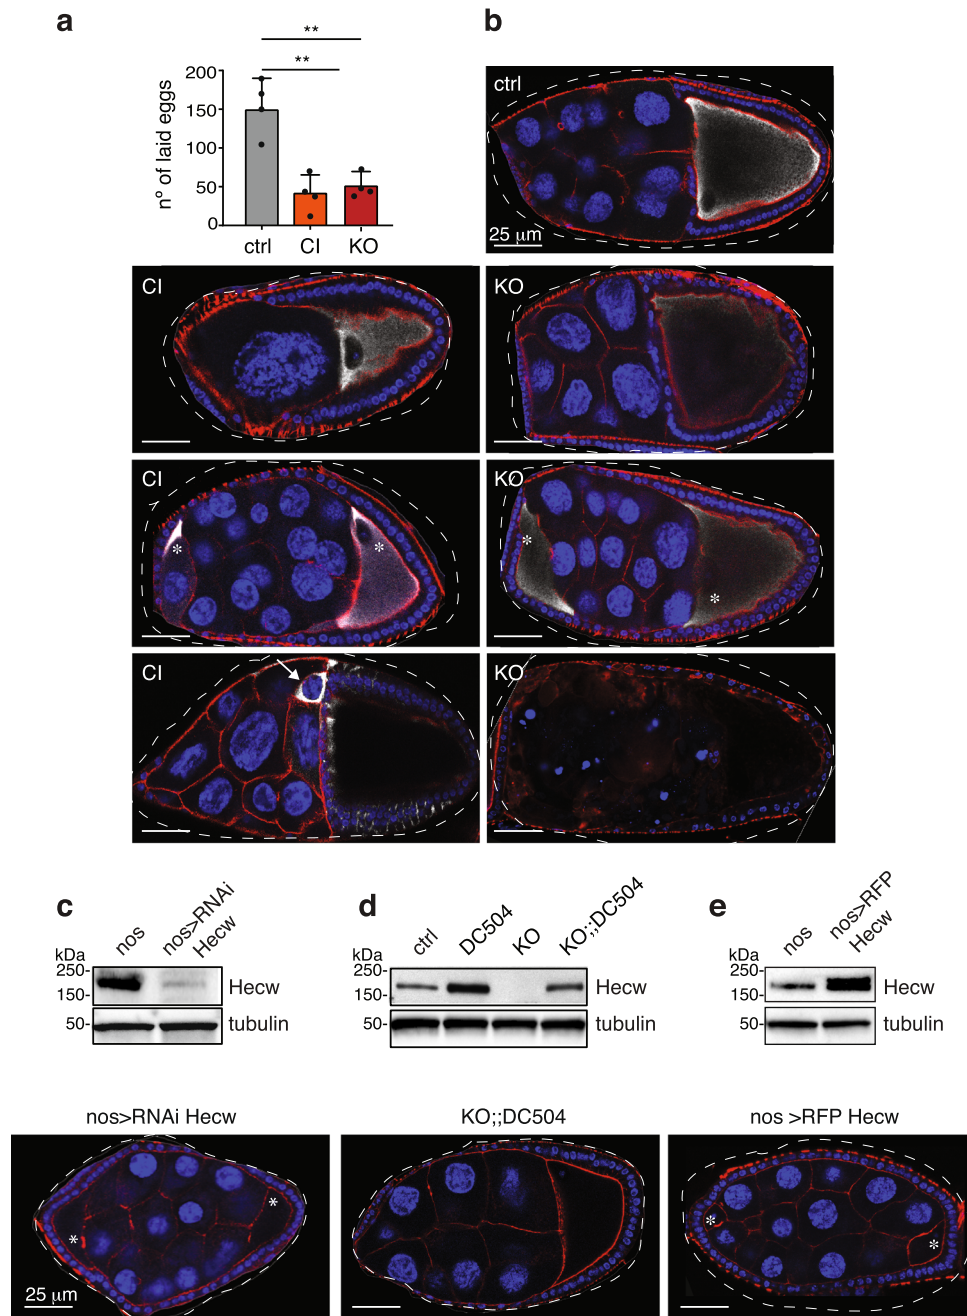 a
**
**
nº of laid eggs
200
150
100
50
0
ctrl
CI
KO
b
ctrl
25 µm
CI
KO
CI
*
*
KO
*
*
CI
KO
c
nos
nos>RNAi
Hecw
kDa
250-
150-
50-
Hecw
tubulin
d
ctrl
DC504
KO
KO;;DC504
kDa
250-
150-
50-
Hecw
tubulin
e
nos
nos>RFP
Hecw
kDa
250-
150-
50-
Hecw
tubulin
nos>RNAi Hecw
*
*
25 µm
KO;;DC504
nos >RFP Hecw
*
*